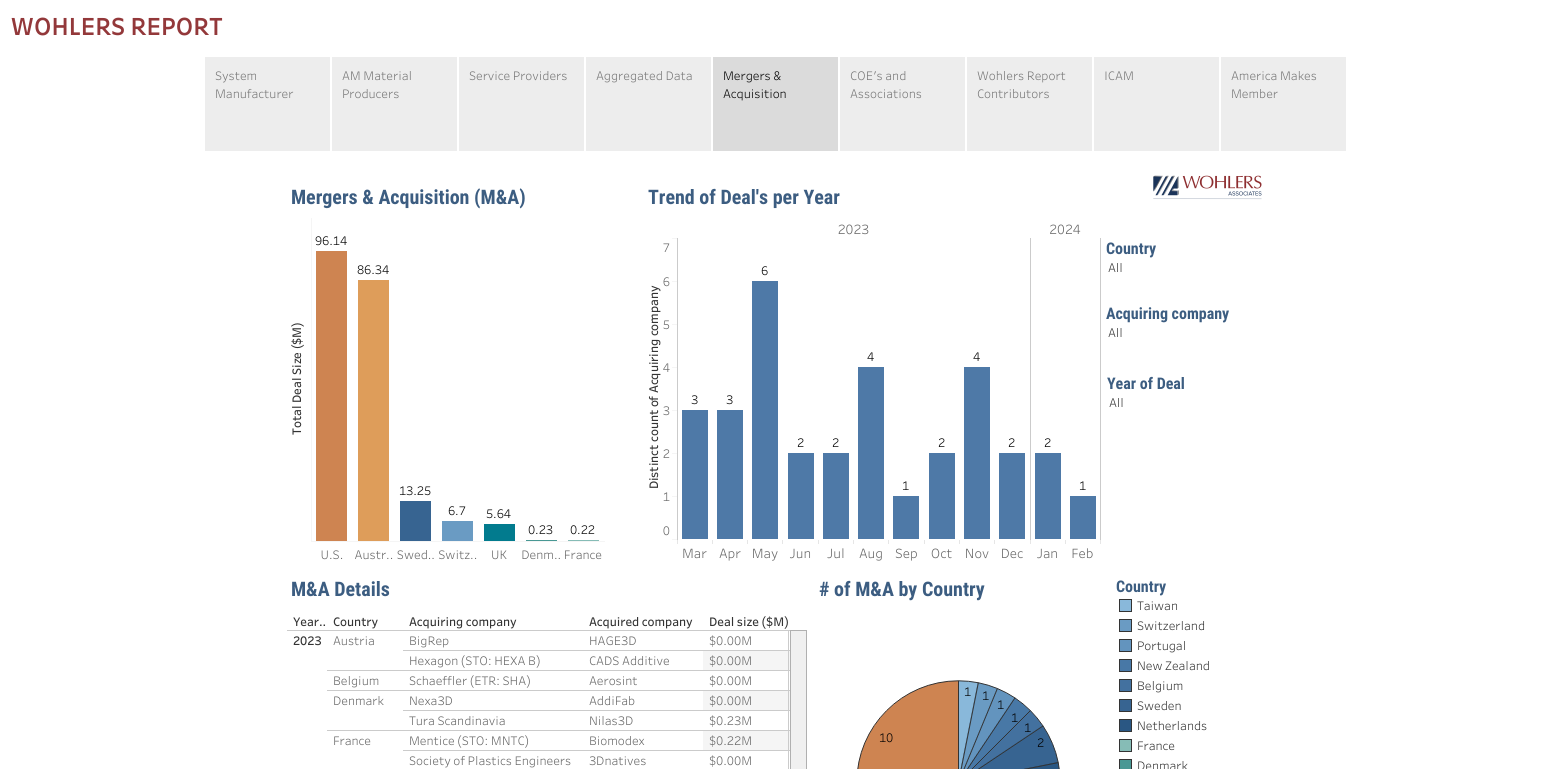 WOHLERS REPORT
System Manufacturer
AM Material Producers
Service Providers
Aggregated Data
Mergers & Acquisition
COE's and Associations
Wohlers Report Contributors
ICAM
America Makes Member
Mergers & Acquisition (M&A)
Total Deal Size ($M)
96.14
86.34
13.25
6.7
5.64
0.23
0.22
U.S.
Austr..
Swed..
Switz..
UK
Denm..
France
Trend of Deal's per Year
2023
2024
Distinct count of Acquiring company
7
6
5
4
3
2
1
0
3
3
6
2
2
4
1
2
4
2
2
1
Mar
Apr
May
Jun
Jul
Aug
Sep
Oct
Nov
Dec
Jan
Feb
WOHLERS
ASSOCIATES
Country
All
Acquiring company
All
Year of Deal
All
M&A Details
Year.. Country Acquiring company Acquired company Deal size ($M)
2023 Austria BigRep HAGE3D $0.00M
Hexagon (STO: HEXA B) CADS Additive $0.00M
Belgium Schaeffler (ETR: SHA) Aerosint $0.00M
Denmark Nexa3D AddiFab $0.00M
Tura Scandinavia Nilas3D $0.23M
France Mentice (STO: MNTC) Biomodex $0.22M
Society of Plastics Engineers 3Dnatives $0.00M
# of M&A by Country
10
1
1
1
1
1
2
Country
Taiwan
Switzerland
Portugal
New Zealand
Belgium
Sweden
Netherlands
France
Denmark